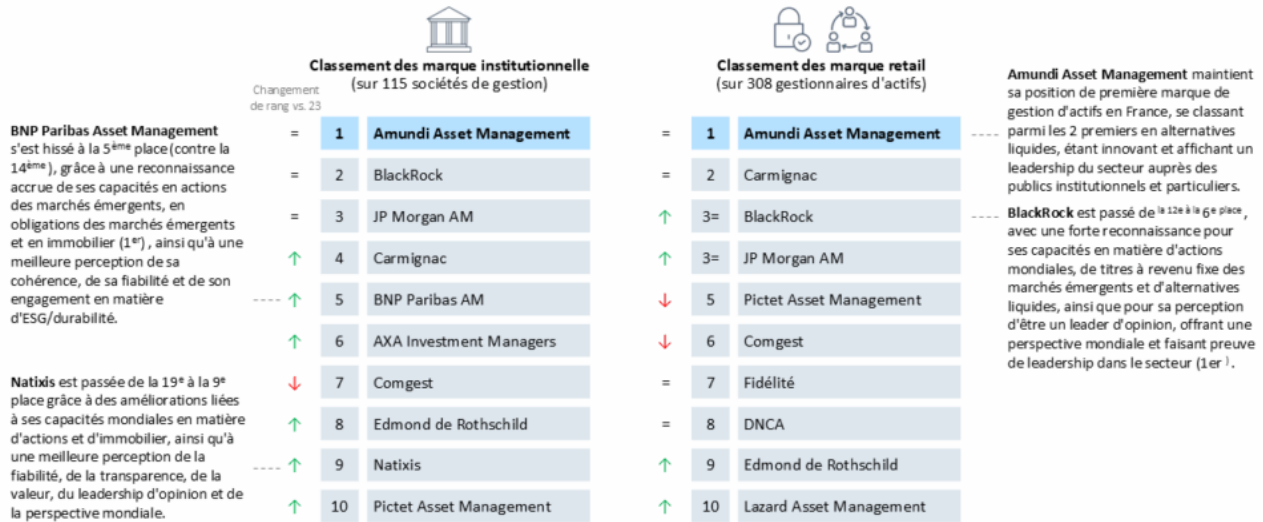 Classement des marque institutionnelle
(sur 115 sociétés de gestion)
Changement
de rang vs. 23
BNP Paribas Asset Management
s'est hissé à la 5ème place (contre la
14ème), grâce à une reconnaissance
accrue de ses capacités en actions
des marchés émergents, en
obligations des marchés émergents
et en immobilier (1er), ainsi qu'à une
meilleure perception de sa
cohérence, de sa fiabilité et de son
engagement en matière
d'ESG/durabilité.
Natixis est passée de la 19e à la 9e
place grâce à des améliorations liées
à ses capacités mondiales en matière
d'actions et d'immobilier, ainsi qu'à
une meilleure perception de la
fiabilité, de la transparence, de la
valeur, du leadership d'opinion et de
la perspective mondiale.
= 1 Amundi Asset Management
= 2 BlackRock
= 3 JP Morgan AM
↑ 4 Carmignac
↑ 5 BNP Paribas AM
↑ 6 AXA Investment Managers
↓ 7 Comgest
↑ 8 Edmond de Rothschild
↑ 9 Natixis
↑ 10 Pictet Asset Management
Classement des marque retail
(sur 308 gestionnaires d'actifs)
= 1 Amundi Asset Management
= 2 Carmignac
↑ 3= BlackRock
↑ 3= JP Morgan AM
↓ 5 Pictet Asset Management
↓ 6 Comgest
= 7 Fidélité
= 8 DNCA
↑ 9 Edmond de Rothschild
↑ 10 Lazard Asset Management
Amundi Asset Management maintient
sa position de première marque de
gestion d'actifs en France, se classant
parmi les 2 premiers en alternatives
liquides, étant innovant et affichant un
leadership du secteur auprès des
publics institutionnels et particuliers.
BlackRock est passé de la 12e à la 6e place,
avec une forte reconnaissance pour
ses capacités en matière d'actions
mondiales, de titres à revenu fixe des
marchés émergents et d'alternatives
liquides, ainsi que pour sa perception
d'être un leader d'opinion, offrant une
perspective mondiale et faisant preuve
de leadership dans le secteur (1er ).